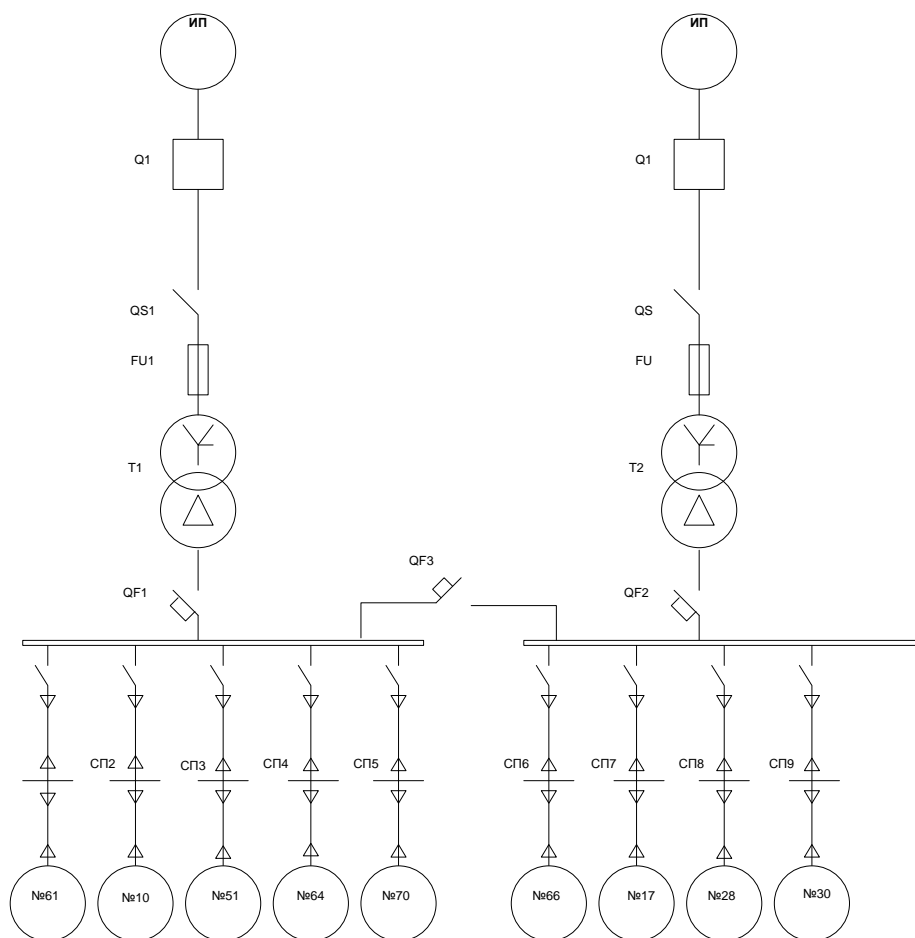 ИП
ИП
Q1
Q1
QS1
QS
FU1
FU
T1
T2
QF3
QF1
QF2
СП2
СП3
СП4
СП5
СП6
СП7
СП8
СП9
№61
№10
№51
№64
№70
№66
№17
№28
№30